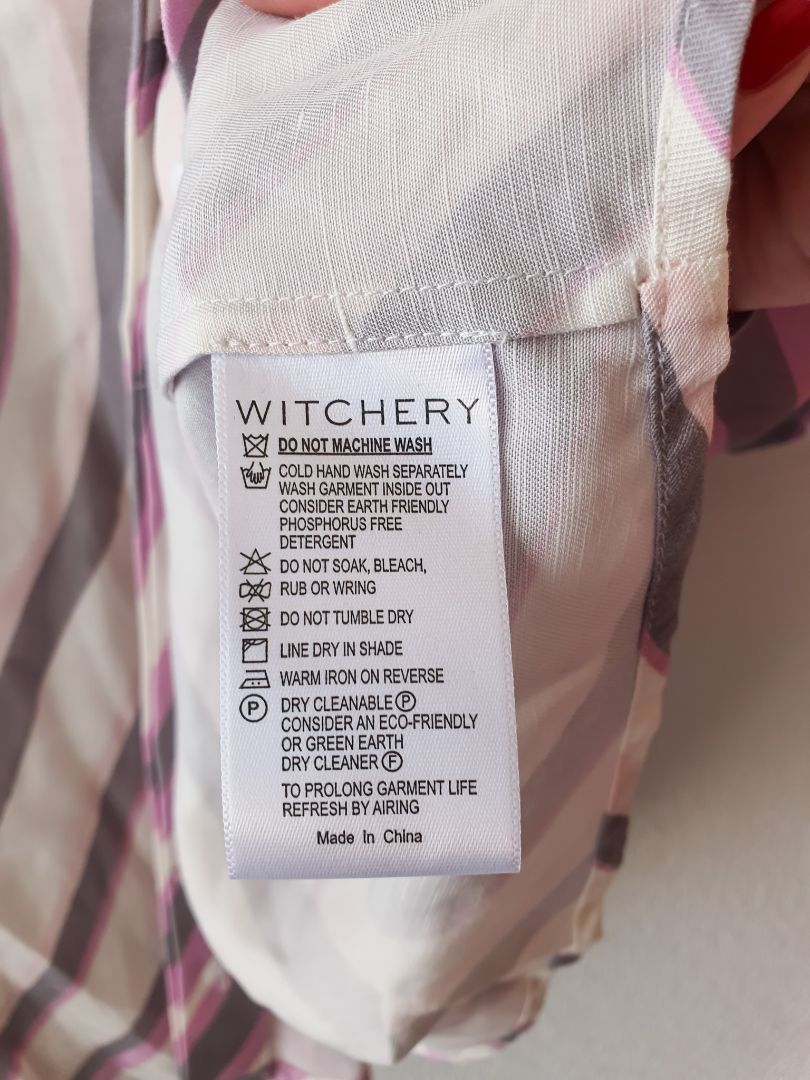 WITCHERY
DO NOT MACHINE WASH
COLD HAND WASH SEPARATELY
WASH GARMENT INSIDE OUT
CONSIDER EARTH FRIENDLY
PHOSPHORUS FREE
DETERGENT
DO NOT SOAK, BLEACH,
RUB OR WRING
DO NOT TUMBLE DRY
LINE DRY IN SHADE
WARM IRON ON REVERSE
P DRY CLEANABLE P
CONSIDER AN ECO-FRIENDLY
OR GREEN EARTH
DRY CLEANER F
TO PROLONG GARMENT LIFE
REFRESH BY AIRING
Made In China